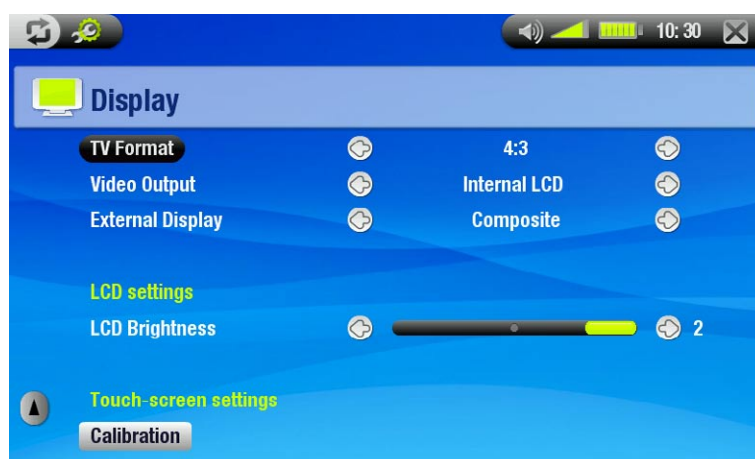 10:30
Display
TV Format 4:3
Video Output Internal LCD
External Display Composite
LCD settings
LCD Brightness 2
Touch-screen settings
Calibration